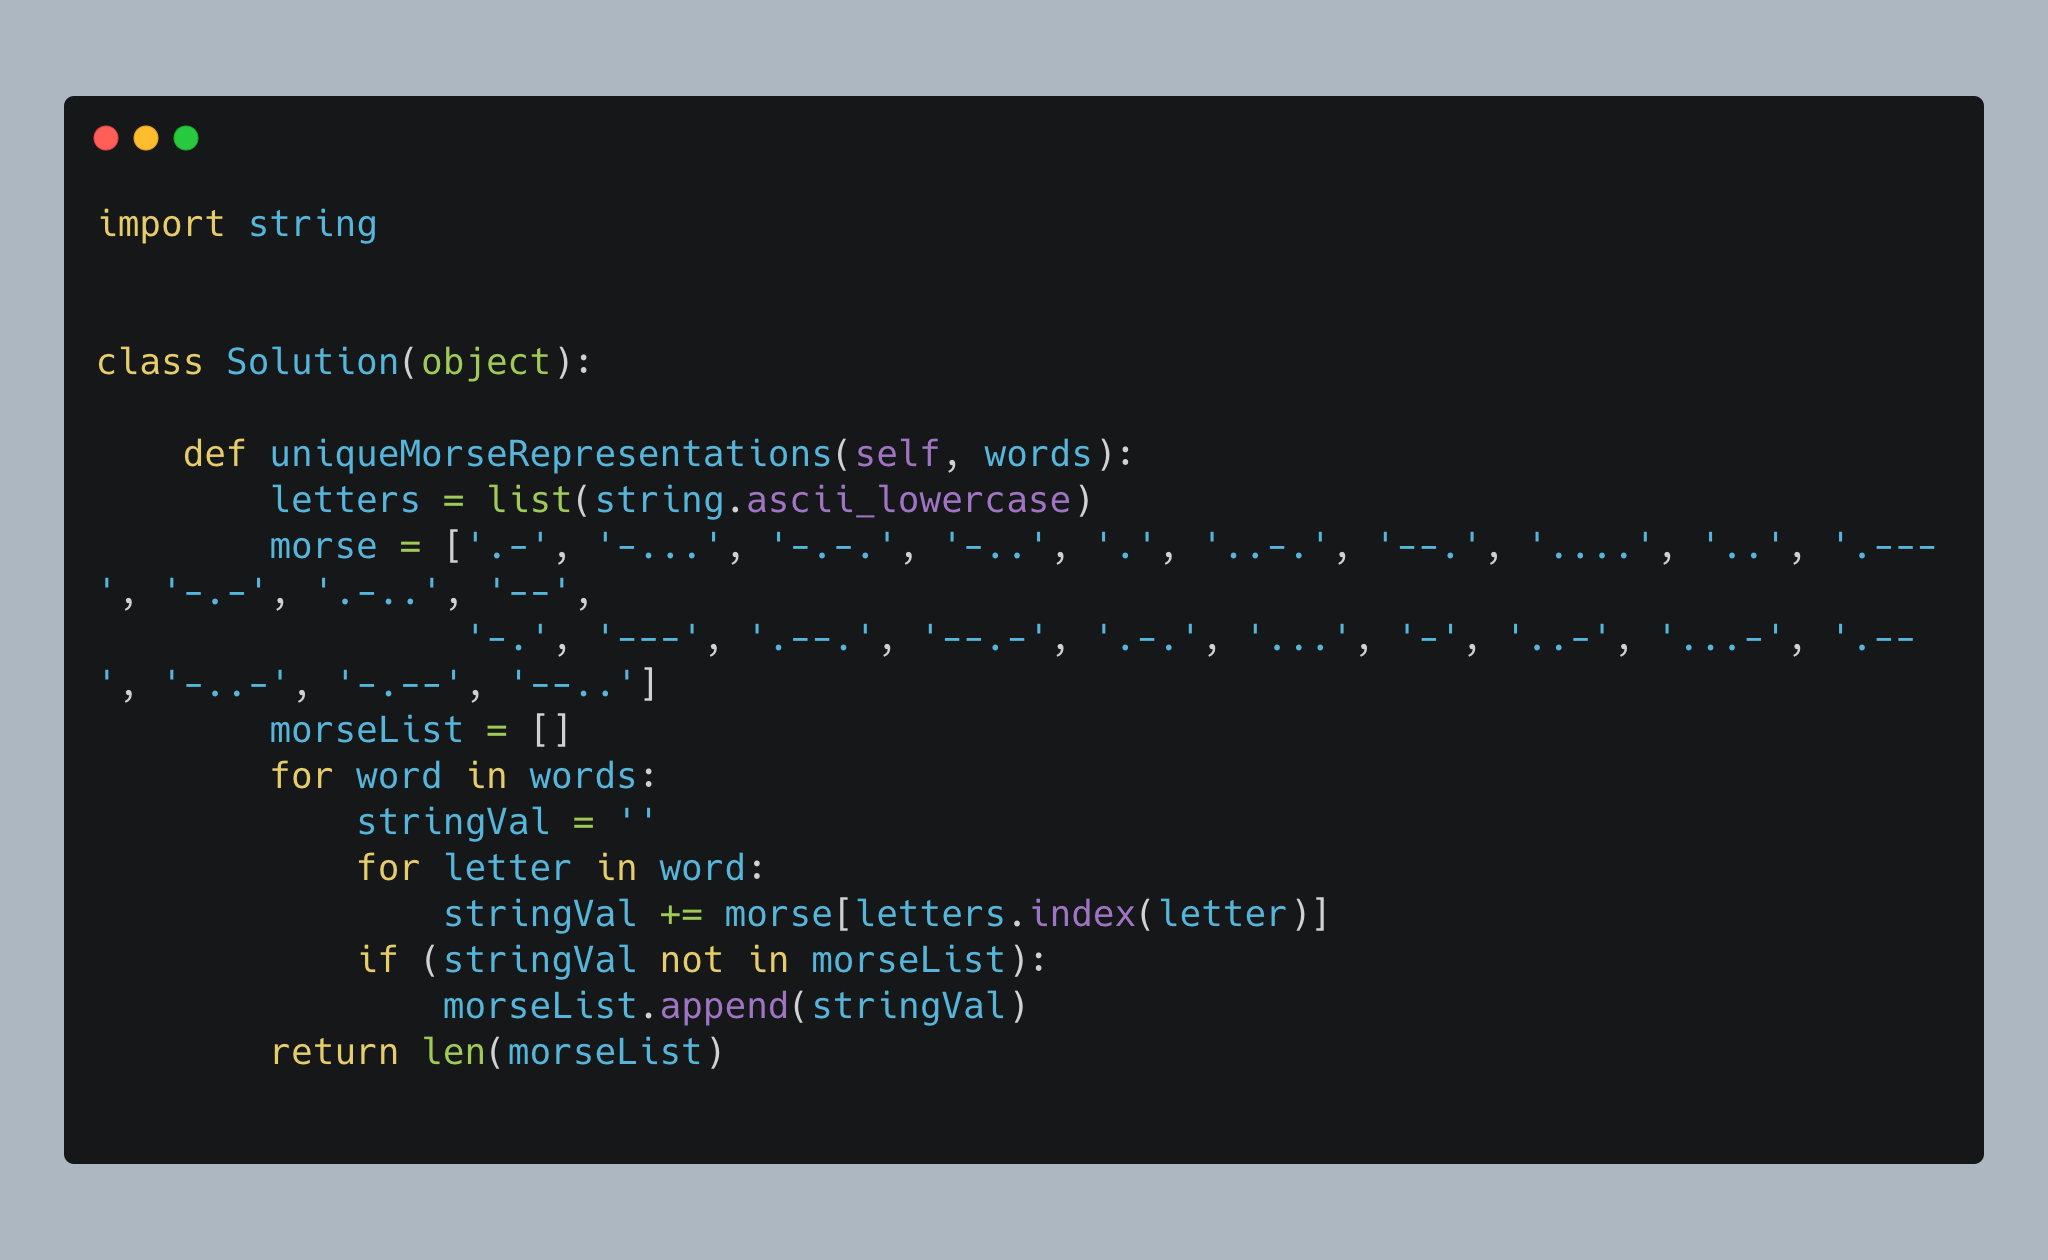 import string
class Solution(object):
    def uniqueMorseRepresentations(self, words):
        letters = list(string.ascii_lowercase)
        morse = ['.-', '-...', '-.-.', '-..', '.', '..-.', '--.', '....', '..', '.---
', '-.-', '.-..', '--',
                 '-.', '---', '.--.', '--.-', '.-.', '...', '-', '..-', '...-', '.--
', '-..-', '-.--', '--..']
        morseList = []
        for word in words:
            stringVal = ''
            for letter in word:
                stringVal += morse[letters.index(letter)]
            if (stringVal not in morseList):
                morseList.append(stringVal)
        return len(morseList)